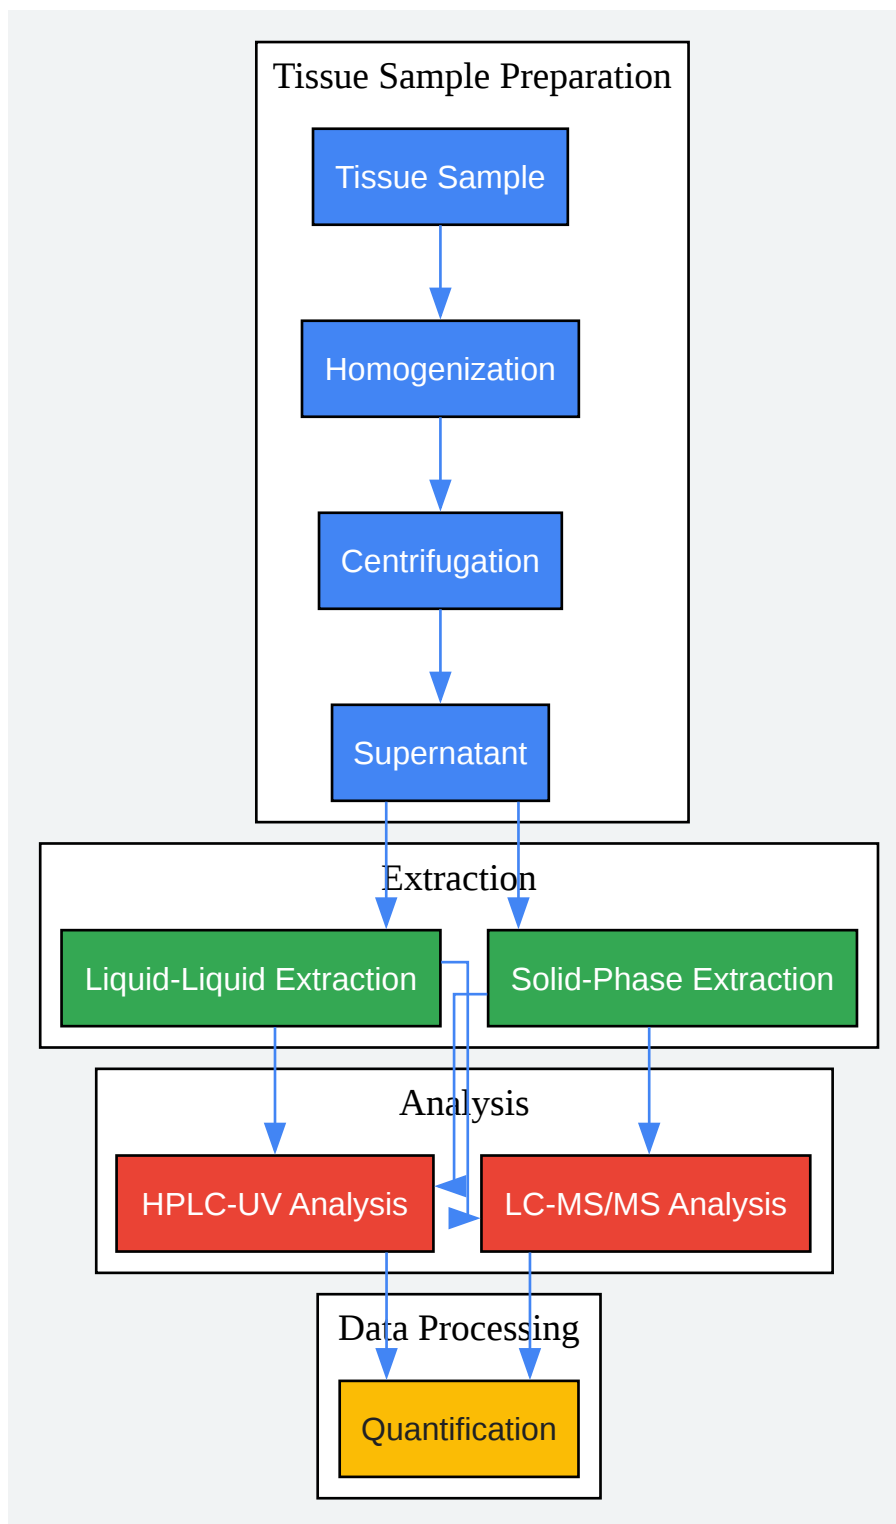 Tissue Sample Preparation
Tissue Sample
Homogenization
Centrifugation
Supernatant
Extraction
Liquid-Liquid Extraction
Solid-Phase Extraction
Analysis
HPLC-UV Analysis
LC-MS/MS Analysis
Data Processing
Quantification